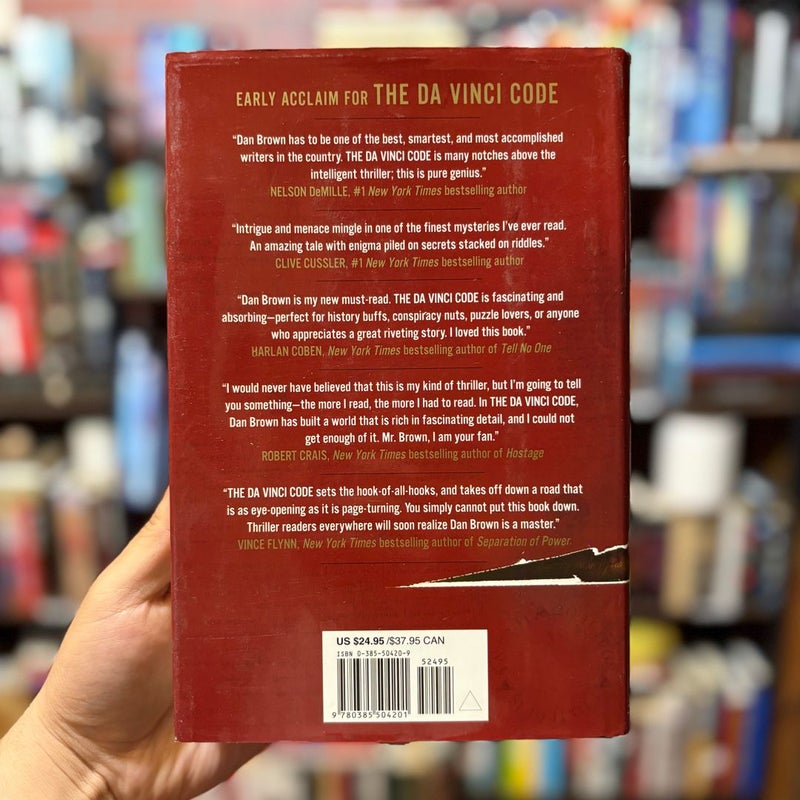 EARLY ACCLAIM FOR THE DA VINCI CODE
“Dan Brown has to be one of the best, smartest, and most accomplished
writers in the country. THE DA VINCI CODE is many notches above the
intelligent thriller; this is pure genius.”
NELSON DeMILLE, #1 New York Times bestselling author
“Intrigue and menace mingle in one of the finest mysteries I’ve ever read.
An amazing tale with enigma piled on secrets stacked on riddles.”
CLIVE CUSSLER, #1 New York Times bestselling author
“Dan Brown is my new must-read. THE DA VINCI CODE is fascinating and
absorbing—perfect for history buffs, conspiracy nuts, puzzle lovers, or anyone
who appreciates a great riveting story. I loved this book.”
HARLAN COBEN, New York Times bestselling author of Tell No One
“I would never have believed that this is my kind of thriller, but I’m going to tell
you something—the more I read, the more I had to read. In THE DA VINCI CODE,
Dan Brown has built a world that is rich in fascinating detail, and I could not
get enough of it. Mr. Brown, I am your fan.”
ROBERT CRAIS, New York Times bestselling author of Hostage
“THE DA VINCI CODE sets the hook-of-all-hooks, and takes off down a road that
is as eye-opening as it is page-turning. You simply cannot put this book down.
Thriller readers everywhere will soon realize Dan Brown is a master.”
VINCE FLYNN, New York Times bestselling author of Separation of Power
US $24.95/$37.95 CAN
ISBN 0-385-50420-9
52495
9 780385 504201